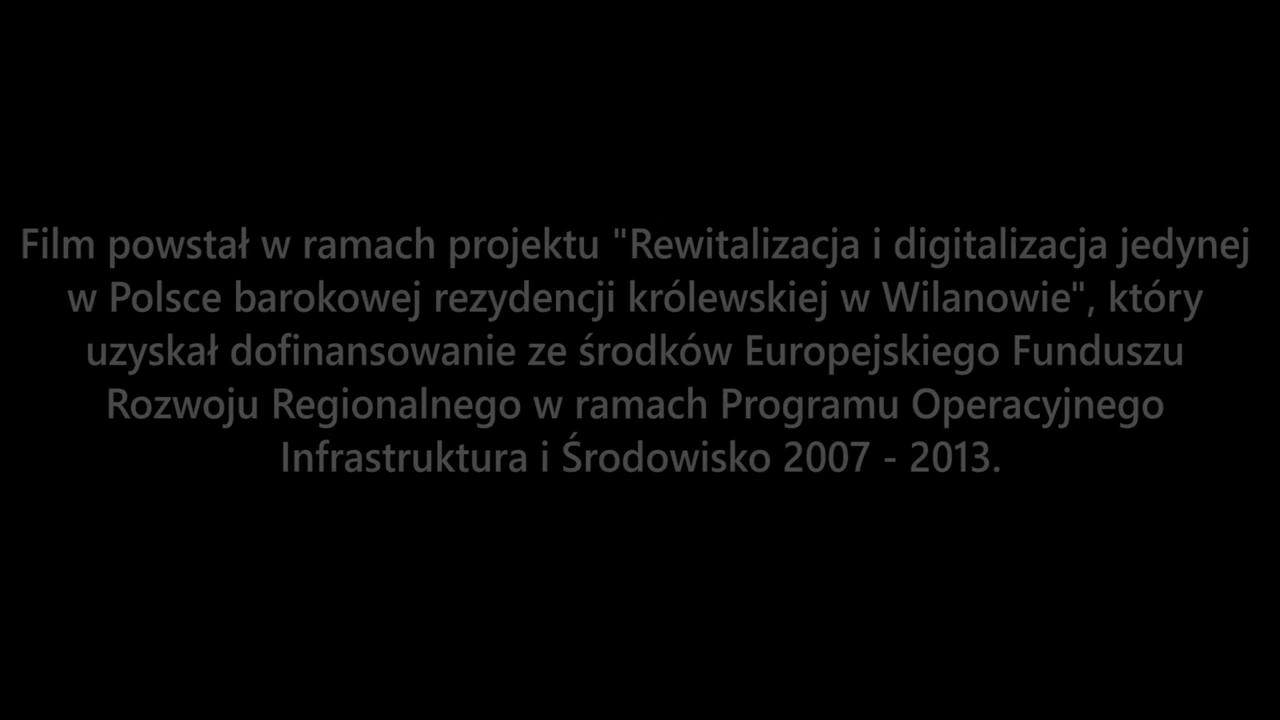 Film powstał w ramach projektu "Rewitalizacja i digitalizacja jedynej
w Polsce barokowej rezydencji królewskiej w Wilanowie", który
uzyskał dofinansowanie ze środków Europejskiego Funduszu
Rozwoju Regionalnego w ramach Programu Operacyjnego
Infrastruktura i Środowisko 2007 - 2013.